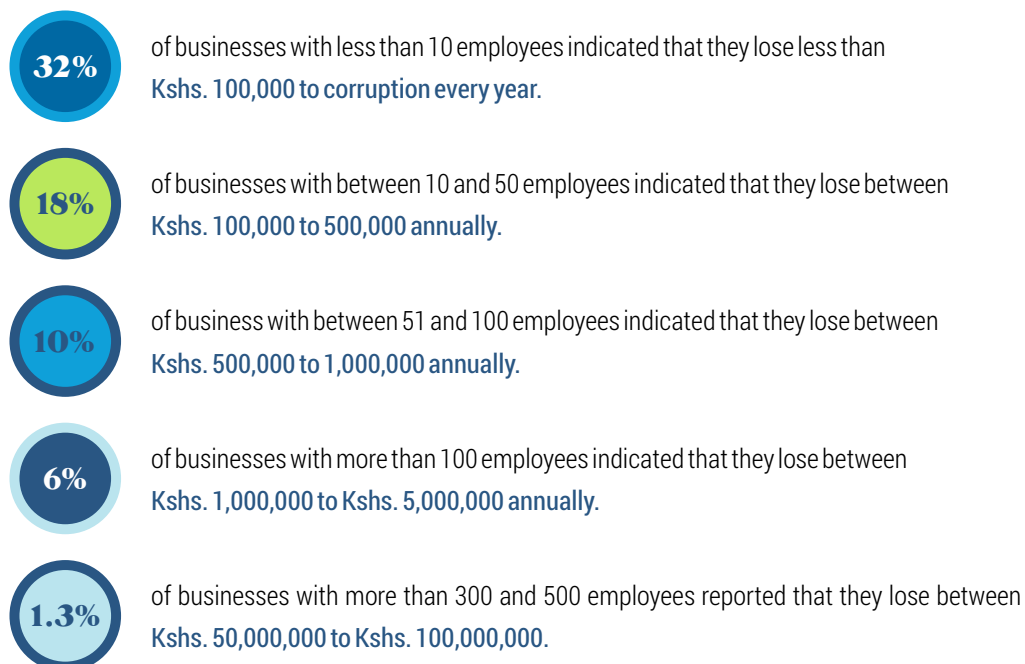 32%
of businesses with less than 10 employees indicated that they lose less than
Kshs. 100,000 to corruption every year.
18%
of businesses with between 10 and 50 employees indicated that they lose between
Kshs. 100,000 to 500,000 annually.
10%
of business with between 51 and 100 employees indicated that they lose between
Kshs. 500,000 to 1,000,000 annually.
6%
of businesses with more than 100 employees indicated that they lose between
Kshs. 1,000,000 to Kshs. 5,000,000 annually.
1.3%
of businesses with more than 300 and 500 employees reported that they lose between
Kshs. 50,000,000 to Kshs. 100,000,000.